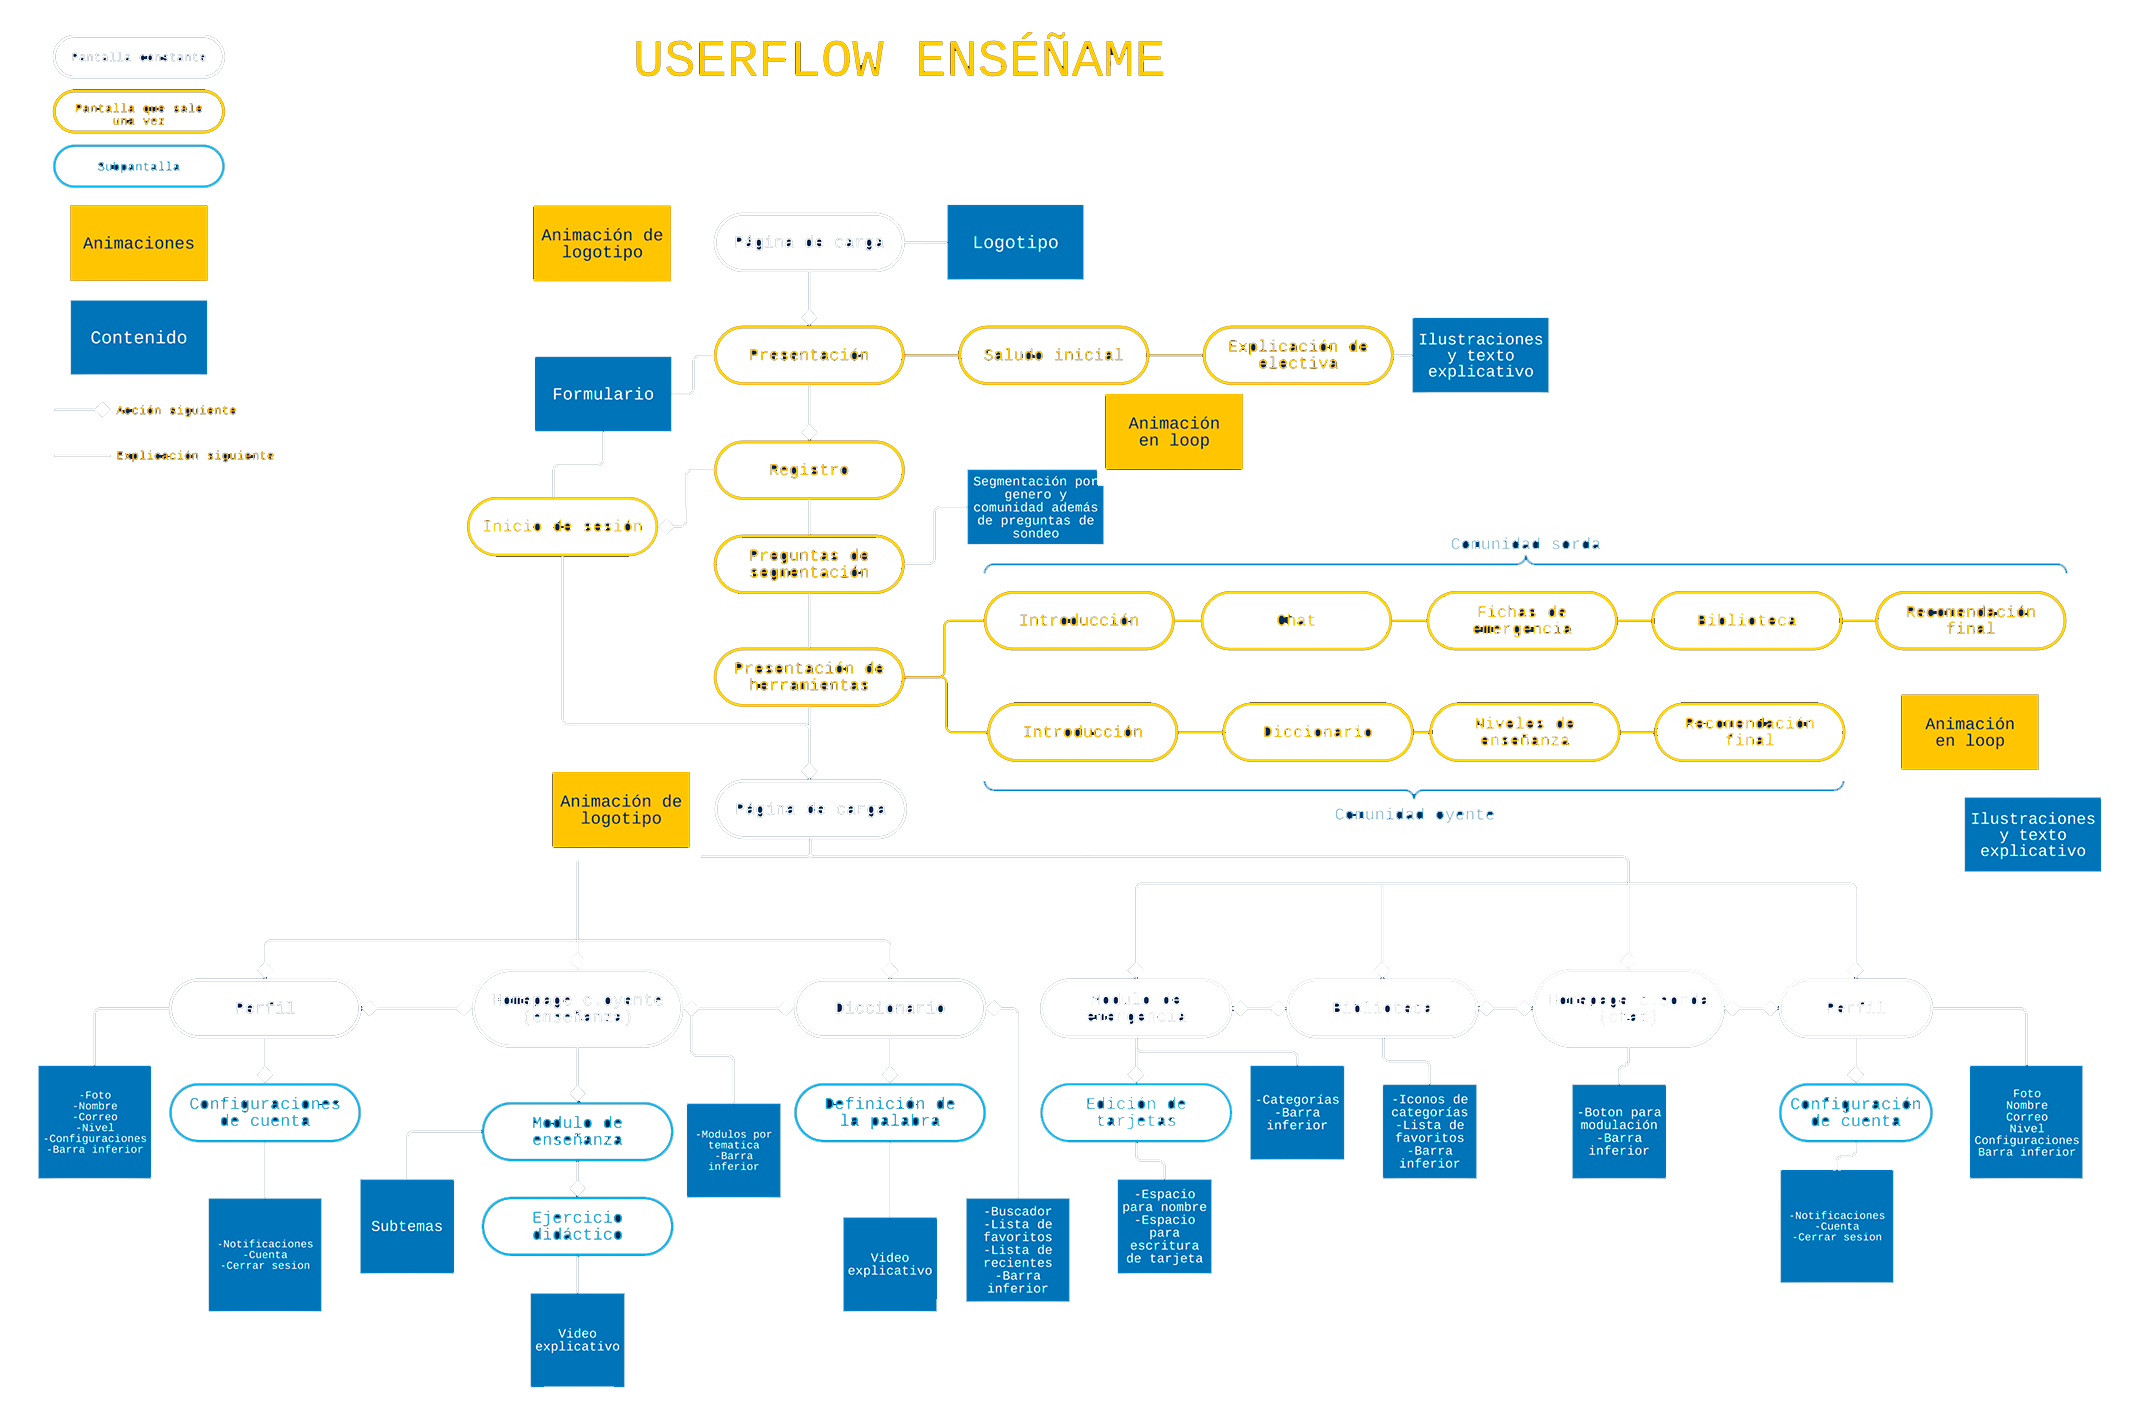 USERFLOW ENSÉÑAME
Pantalla constante
Pantalla que sale
una vez
Subpantalla
Animaciones
Contenido
Acción siguiente
Explicación siguiente
Animación de
logotipo
Página de carga
Logotipo
Presentación
Saludo inicial
Explicación de
electiva
Ilustraciones
y texto
explicativo
Formulario
Animación
en loop
Registro
Inicio de sesión
Segmentación por
genero y
comunidad además
de preguntas de
sondeo
Preguntas de
segmentación
Comunidad sorda
Introducción
Chat
Fichas de
emergencia
Biblioteca
Recomendación
final
Presentación de
herramientas
Introducción
Diccionario
Niveles de
enseñanza
Recomendación
final
Animación
en loop
Comunidad oyente
Animación de
logotipo
Página de carga
Ilustraciones
y texto
explicativo
Perfil
Homepage c.oyente
(enseñanza)
Diccionario
Modulo de
emergencia
Biblioteca
Homepage c.sorda
(chat)
Perfil
-Foto
-Nombre
-Correo
-Nivel
-Configuraciones
-Barra inferior
Configuraciones
de cuenta
Modulo de
enseñanza
-Modulos por
tematica
-Barra
inferior
Definición de
la palabra
Edición de
tarjetas
-Categorías
-Barra
inferior
-Iconos de
categorías
-Lista de
favoritos
-Barra
inferior
-Boton para
modulación
-Barra
inferior
Configuración
de cuenta
Foto
Nombre
Correo
Nivel
Configuraciones
Barra inferior
-Notificaciones
-Cuenta
-Cerrar sesion
Subtemas
Ejercicio
didáctico
Video
explicativo
Video
explicativo
-Buscador
-Lista de
favoritos
-Lista de
recientes
-Barra
inferior
-Espacio
para nombre
-Espacio
para
escritura
de tarjeta
-Notificaciones
-Cuenta
-Cerrar sesion